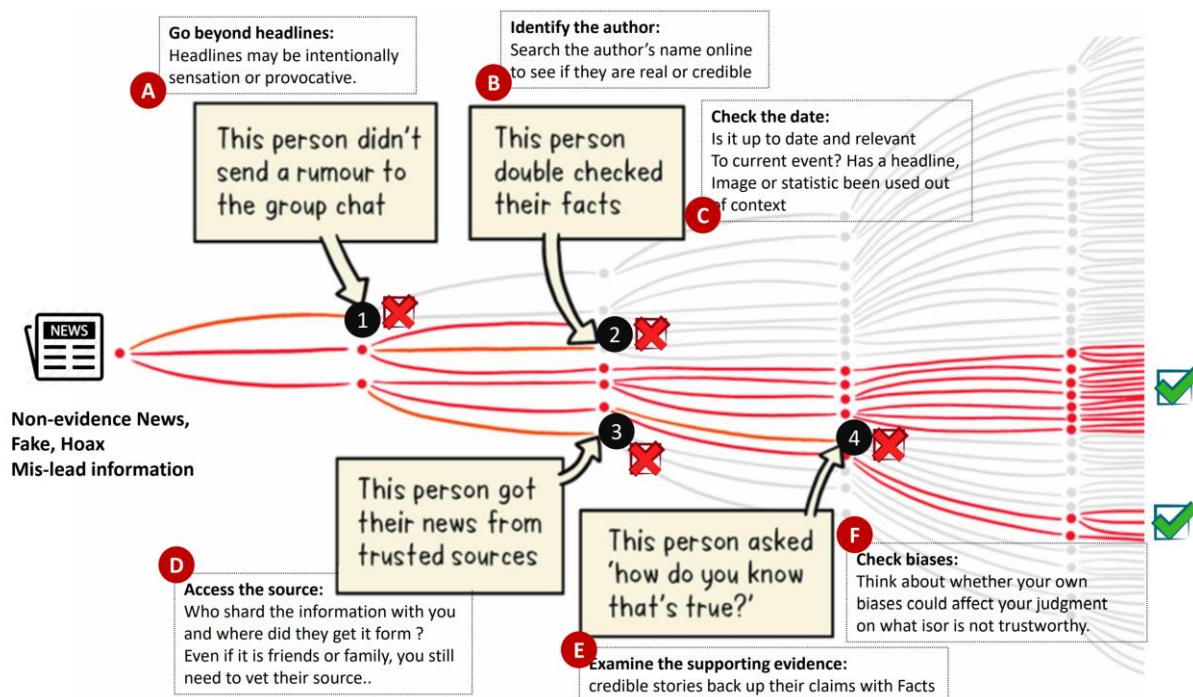 Go beyond headlines:
Headlines may be intentionally
sensation or provocative.
A
This person didn't
send a rumour to
the group chat
Identify the author:
Search the author's name online
to see if they are real or credible
B
This person
double checked
their facts
Check the date:
Is it up to date and relevant
To current event? Has a headline,
Image or statistic been used out
of context
C
1
2
NEWS
Non-evidence News,
Fake, Hoax
Mis-lead information
3
4
This person got
their news from
trusted sources
D
Access the source:
Who shard the information with you
and where did they get it form ?
Even if it is friends or family, you still
need to vet their source..
This person asked
'how do you know
that's true?'
E
Examine the supporting evidence:
credible stories back up their claims with Facts
F
Check biases:
Think about whether your own
biases could affect your judgment
on what isor is not trustworthy.